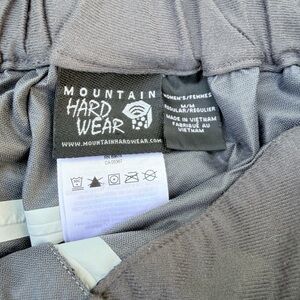 MOUNTAIN
HARD
WEAR
WWW.MOUNTAINHARDWEAR.COM
WOMEN'S/FEMMES
M/M
REGULAR/RÉGULIER
MADE IN VIETNAM
FABRIQUÉ AU
VIETNAM